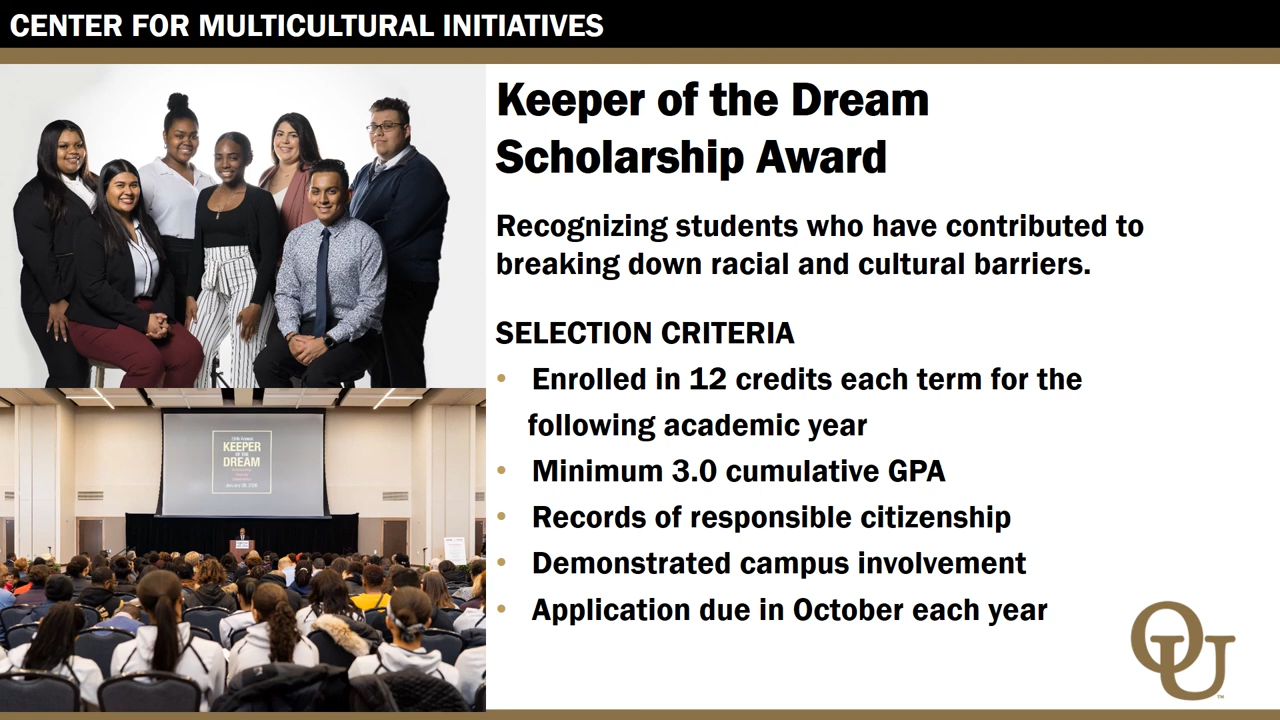 CENTER FOR MULTICULTURAL INITIATIVES
Keeper of the Dream
Scholarship Award
Recognizing students who have contributed to
breaking down racial and cultural barriers.
SELECTION CRITERIA
• Enrolled in 12 credits each term for the
following academic year
• Minimum 3.0 cumulative GPA
• Records of responsible citizenship
• Demonstrated campus involvement
• Application due in October each year
KEEPER
OF THE
DREAM
OU
TM